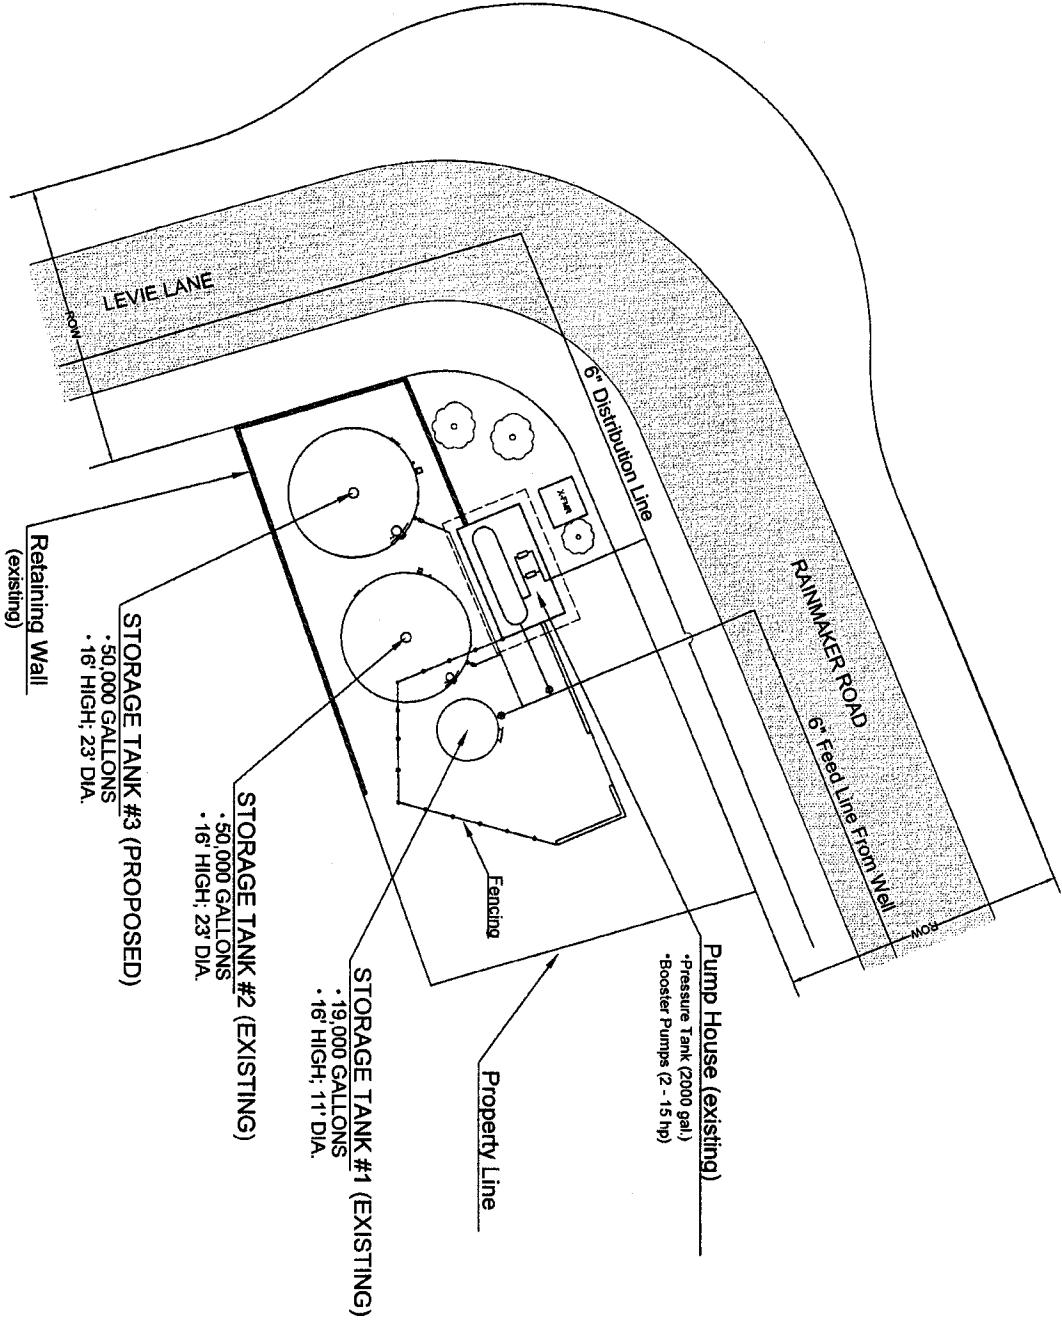 LEVIE LANE
ROW
6" Distribution Line
X-FMR
RAINMAKER ROAD
6" Feed Line From Well
ROW
Pump House (existing)
•Pressure Tank (2000 gal.)
•Booster Pumps (2 - 15 hp)
Property Line
Fencing
STORAGE TANK #1 (EXISTING)
• 19,000 GALLONS
• 16' HIGH; 11' DIA.
STORAGE TANK #2 (EXISTING)
• 50,000 GALLONS
• 16' HIGH; 23' DIA.
STORAGE TANK #3 (PROPOSED)
• 50,000 GALLONS
• 16' HIGH; 23' DIA.
Retaining Wall
(existing)